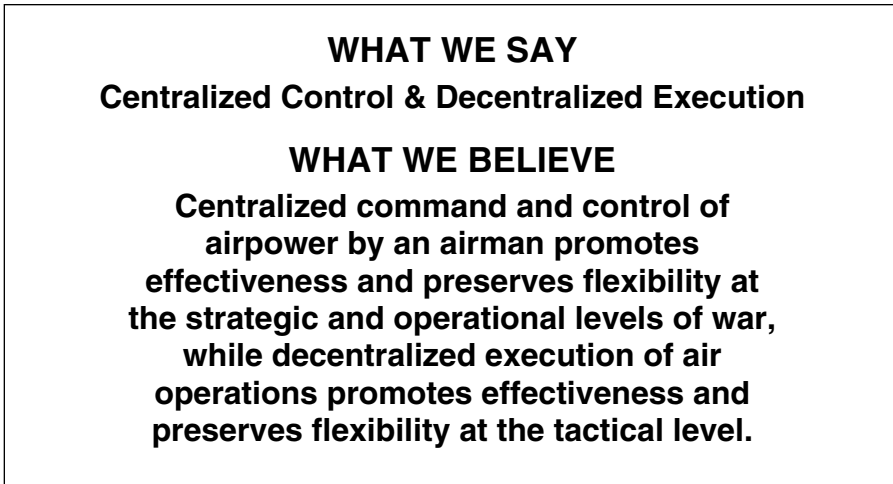 WHAT WE SAY
Centralized Control & Decentralized Execution
WHAT WE BELIEVE
Centralized command and control of
airpower by an airman promotes
effectiveness and preserves flexibility at
the strategic and operational levels of war,
while decentralized execution of air
operations promotes effectiveness and
preserves flexibility at the tactical level.